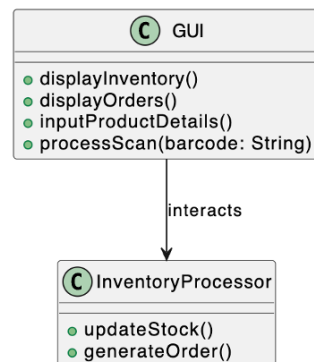 C GUI
displayInventory()
displayOrders()
inputProductDetails()
processScan(barcode: String)
interacts
C InventoryProcessor
updateStock()
generateOrder()